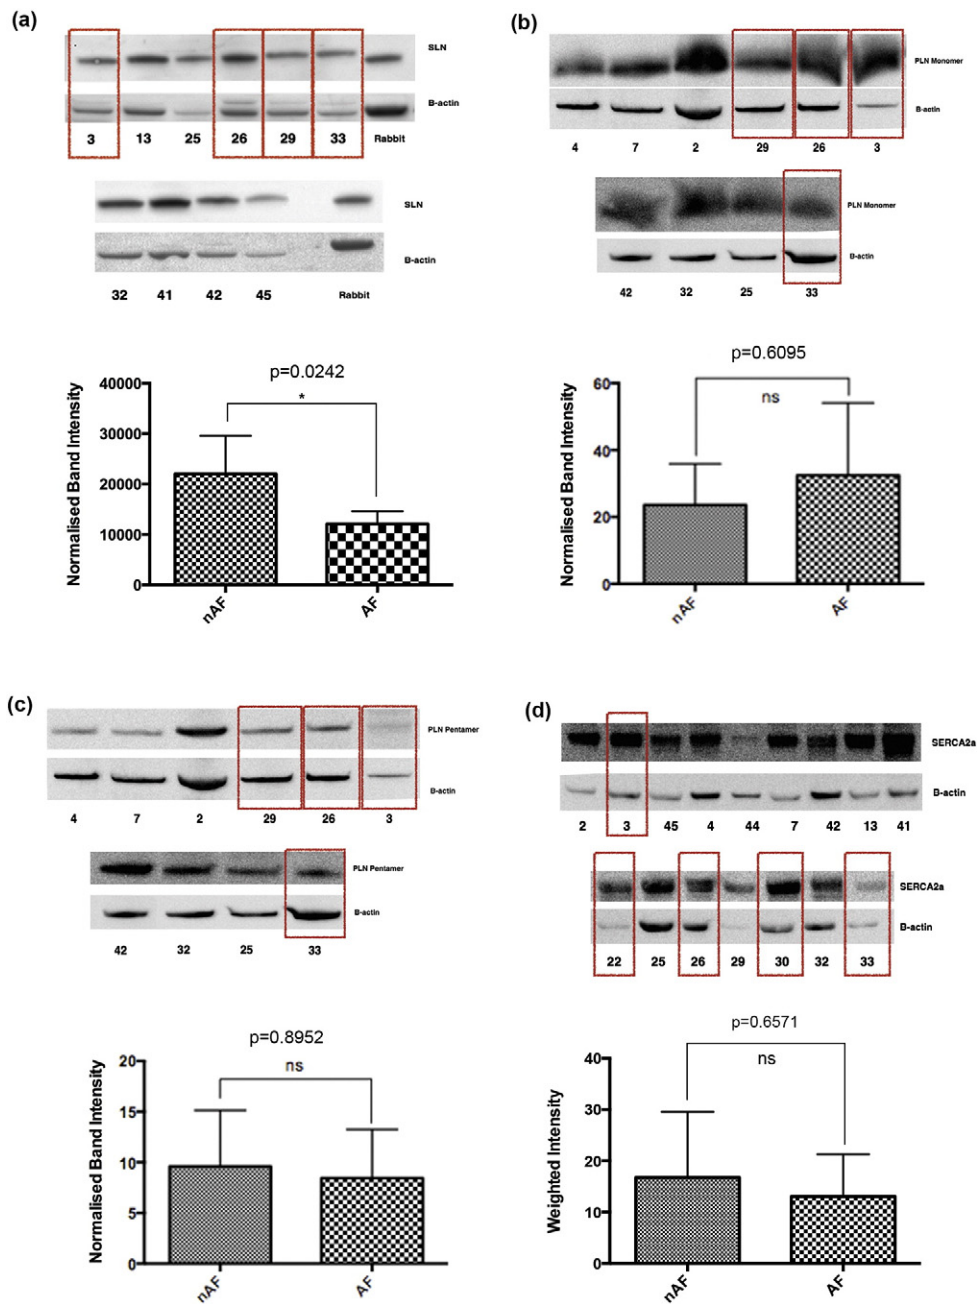 (a)
SLN
B-actin
3 13 25 26 29 33 Rabbit
SLN
B-actin
32 41 42 45 Rabbit
p=0.0242
*
Normalised Band Intensity
40000
30000
20000
10000
0
nAF AF
(b)
PLN Monomer
B-actin
4 7 2 29 26 3
PLN Monomer
B-actin
42 32 25 33
p=0.6095
ns
Normalised Band Intensity
60
40
20
0
nAF AF
(c)
PLN Pentamer
B-actin
4 7 2 29 26 3
PLN Pentamer
B-actin
42 32 25 33
p=0.8952
ns
Normalised Band Intensity
20
15
10
5
0
nAF AF
(d)
SERCA2a
B-actin
2 3 45 4 44 7 42 13 41
SERCA2a
B-actin
22 25 26 29 30 32 33
p=0.6571
ns
Weighted Intensity
40
30
20
10
0
nAF AF